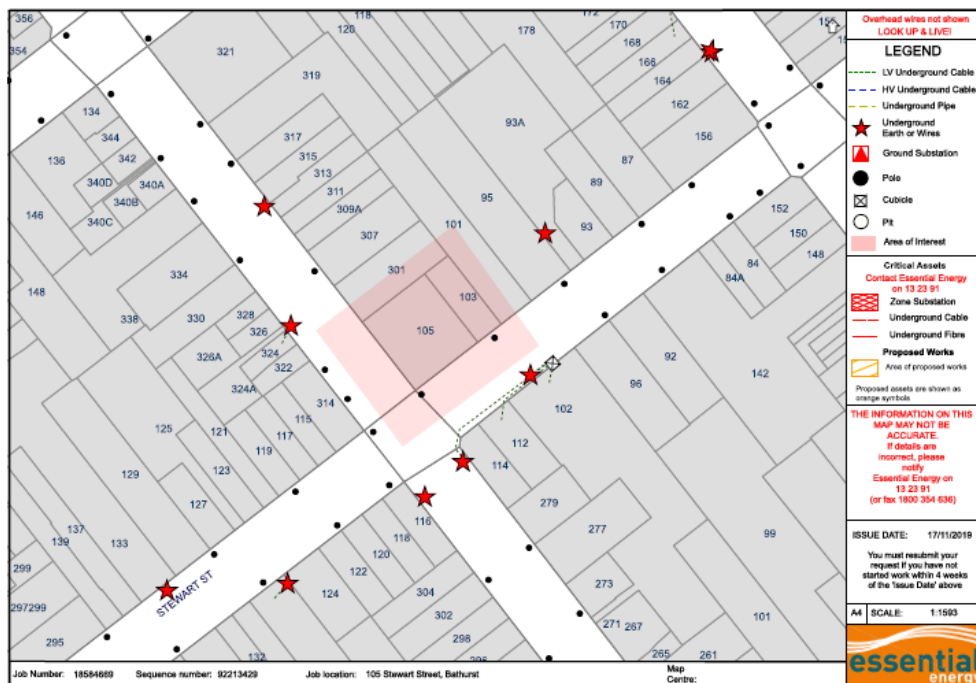 356
354
321
118
120
178
172
170
168
166
164
162
156
319
93A
134
344
342
136
340D
340A
340B
340C
146
317
315
313
311
309A
307
87
89
95
93
101
152
150
148
84
84A
301
103
105
334
148
338
330
328
326
326A
324
322
324A
314
115
117
119
121
125
123
127
129
92
96
142
102
112
114
279
277
116
118
120
122
124
304
302
298
296
137
139
133
299
297299
295
STEWART ST
132
99
273
271
267
265
261
101
Overhead wires not shown
LOOK UP & LIVE!
LEGEND
LV Underground Cable
HV Underground Cable
Underground Pipe
Underground
Earth or Wires
Ground Substation
Pole
Cubicle
Pit
Area of Interest
Critical Assets
Contact Essential Energy
on 13 23 91
Zone Substation
Underground Cable
Underground Fibre
Proposed Works
Area of proposed works
Proposed assets are shown as
orange symbols
THE INFORMATION ON THIS
MAP MAY NOT BE
ACCURATE.
If details are
incorrect, please
notify
Essential Energy on
13 23 91
(or fax 1800 354 636)
ISSUE DATE: 17/11/2019
You must resubmit your
request if you have not
started work within 4 weeks
of the 'Issue Date' above
A4 SCALE: 1:1593
essential
energy
Job Number: 18584669 Sequence number: 92213429 Job location: 105 Stewart Street, Bathurst
Map
Centre: